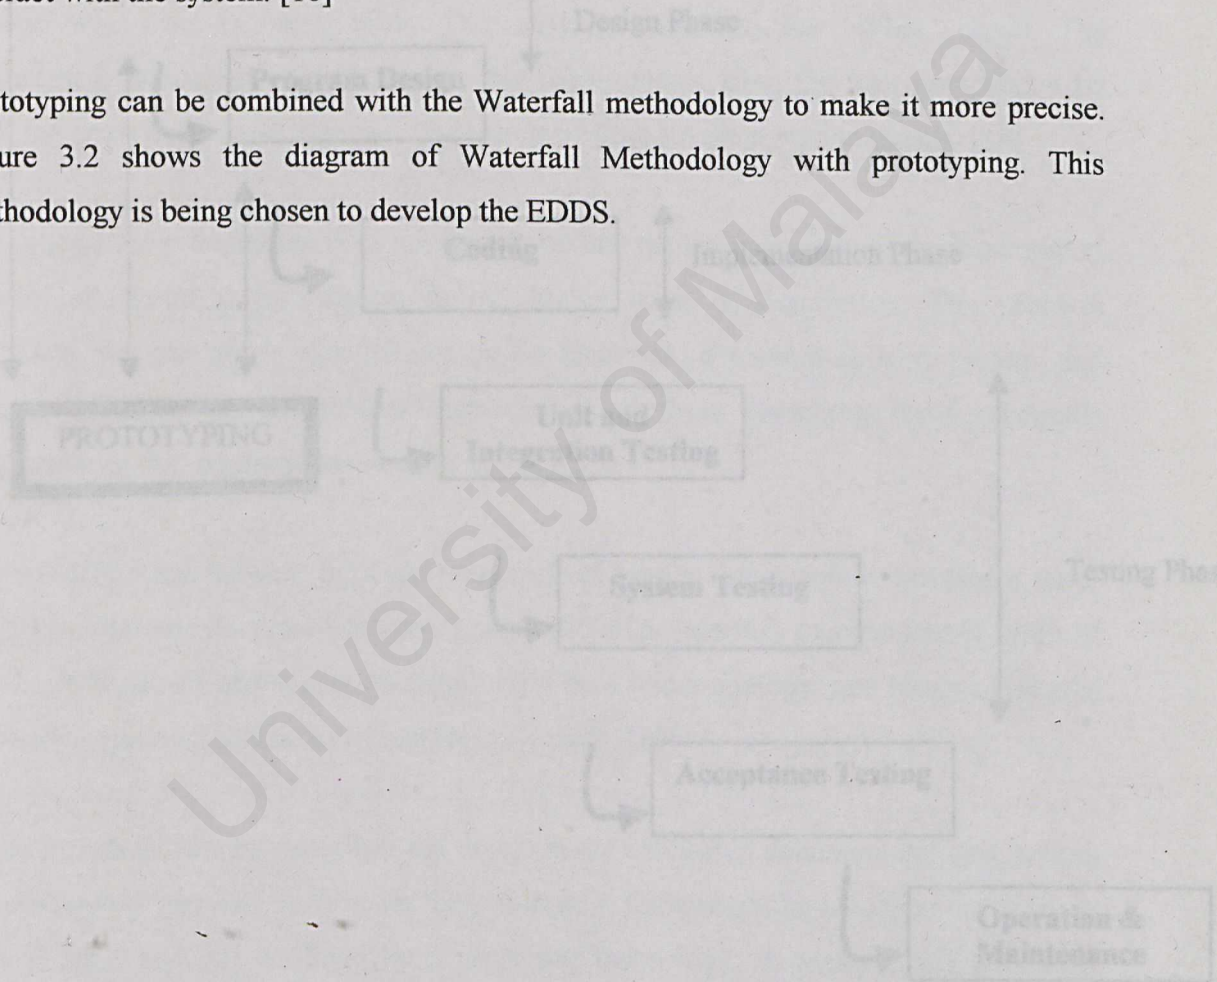 totyping can be combined with the Waterfall methodology to make it more precise.
ure 3.2 shows the diagram of Waterfall Methodology with prototyping. This
thodology is being chosen to develop the EDDS.
Design Phase
Program Design
Coding
Implementation Phase
PROTOTYPING
Unit and
Integration Testing
System Testing
Testing Phas
Acceptance Testing
Operation &
Maintenance
University of Malaya